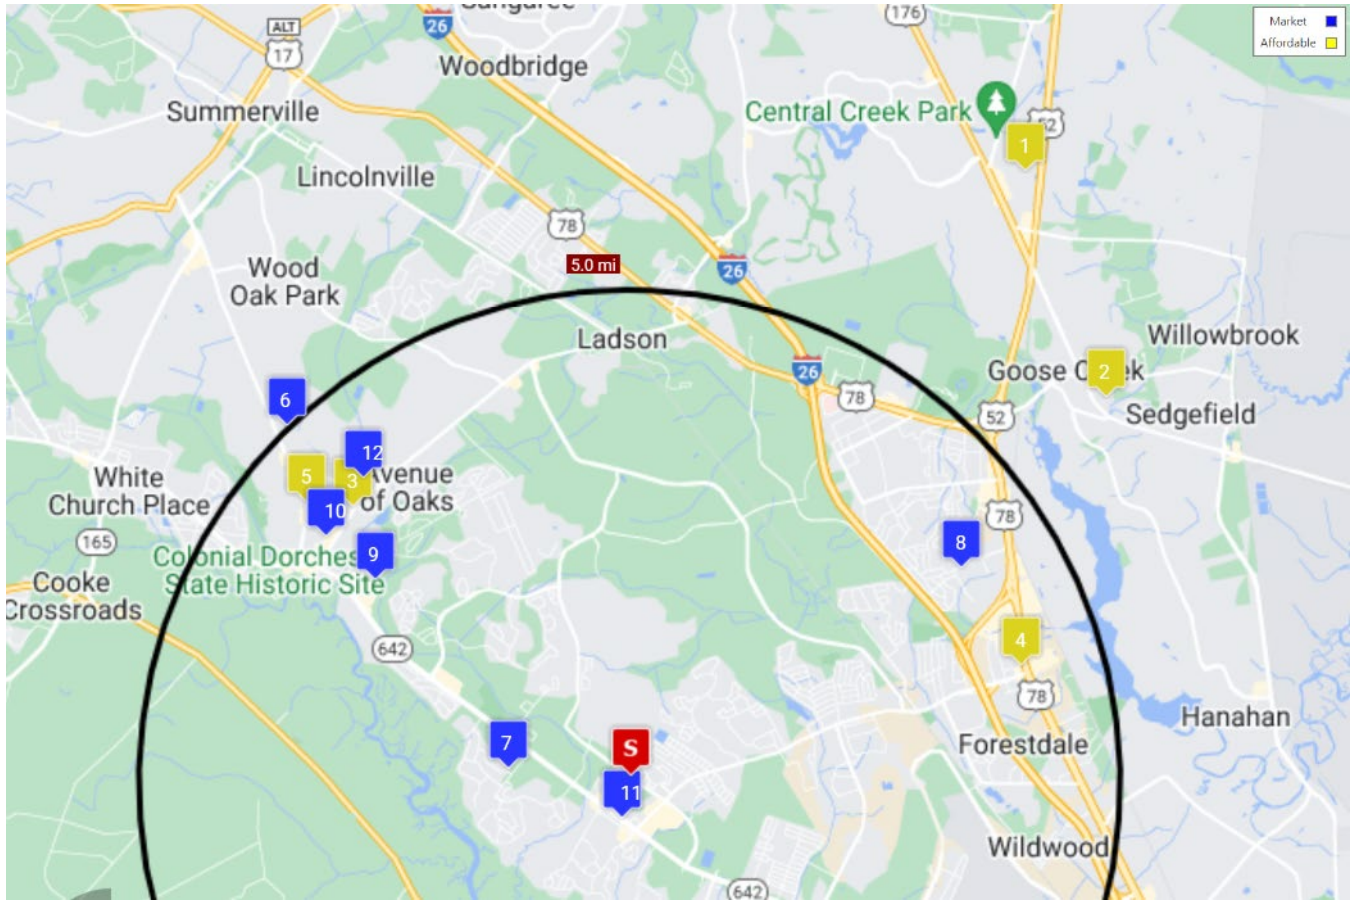 Sangaree
176
Market
Affordable
ALT
17
26
Woodbridge
Summerville
Central Creek Park
52
1
Lincolnville
78
26
5.0 mi
Wood
Oak Park
Ladson
Willowbrook
26
Goose C
ek
2
78
Sedgefield
52
6
12
5
3
Avenue
of Oaks
White
Church Place
10
78
165
8
9
Colonial Dorches
State Historic Site
Cooke
Crossroads
642
4
78
Hanahan
7
S
Forestdale
11
Wildwood
642